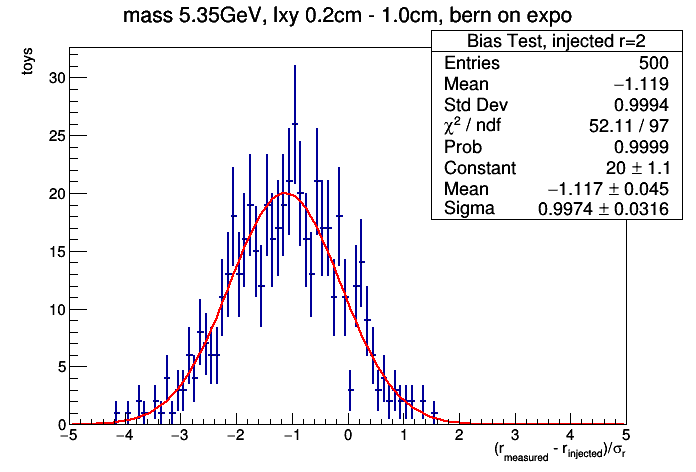 mass 5.35GeV, lxy 0.2cm - 1.0cm, bern on expo
Bias Test, injected r=2
Entries 500
Mean −1.119
Std Dev 0.9994
χ² / ndf 52.11 / 97
Prob 0.9999
Constant 20 ± 1.1
Mean −1.117 ± 0.045
Sigma 0.9974 ± 0.0316
toys
30
25
20
15
10
5
0
−5 −4 −3 −2 −1 0 1 2 3 4 5
(r measured - r injected)/σr